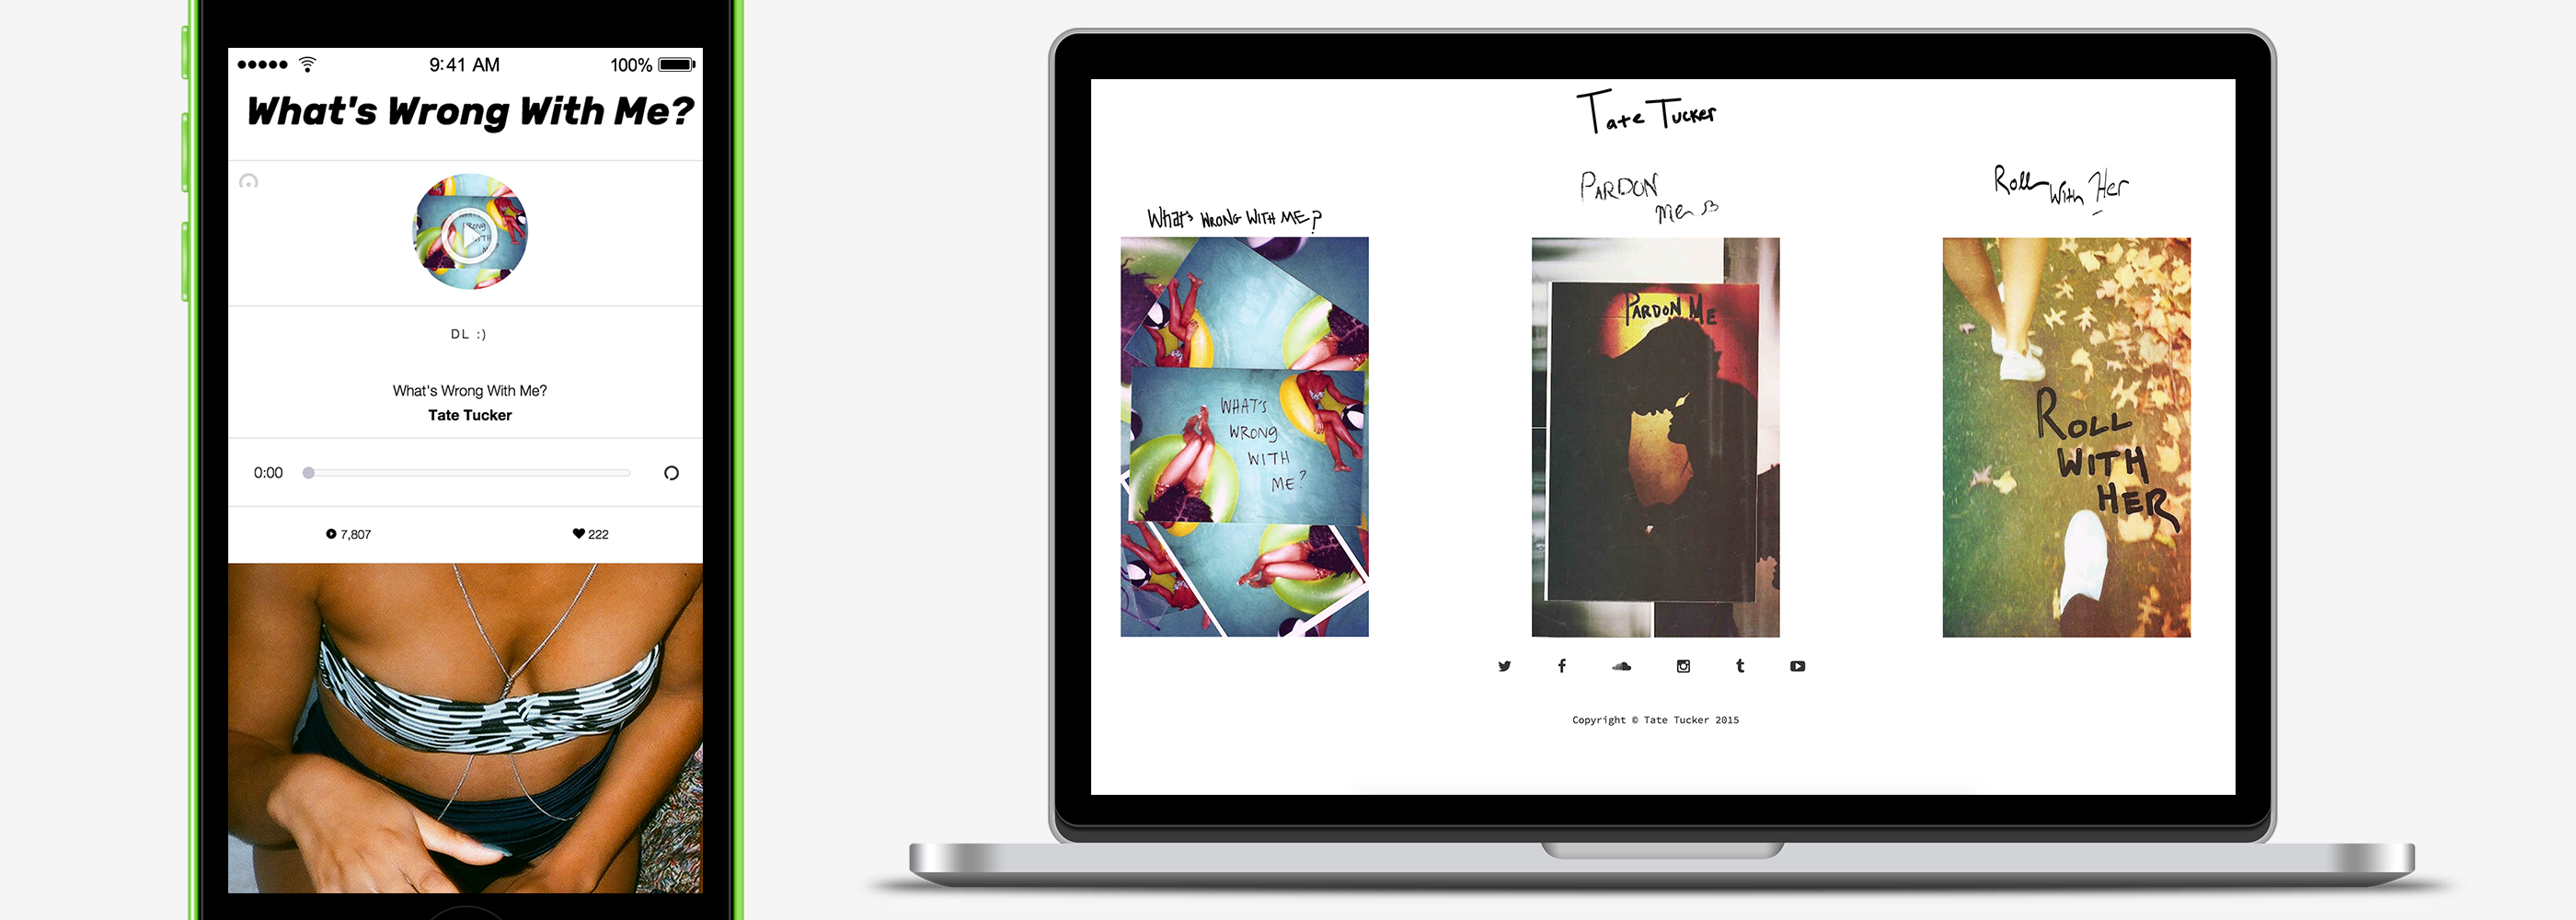 9:41 AM
100%
What's Wrong With Me?
WRONG
WITH
DL :)
What's Wrong With Me?
Tate Tucker
0:00
7,807
222
Tate Tucker
What's WRONG WITH ME?
PARDON
Me
Roll With Her
WHAT'S
WRONG
WITH
ME?
PARDON ME
ROLL
WITH
HER
Copyright © Tate Tucker 2015